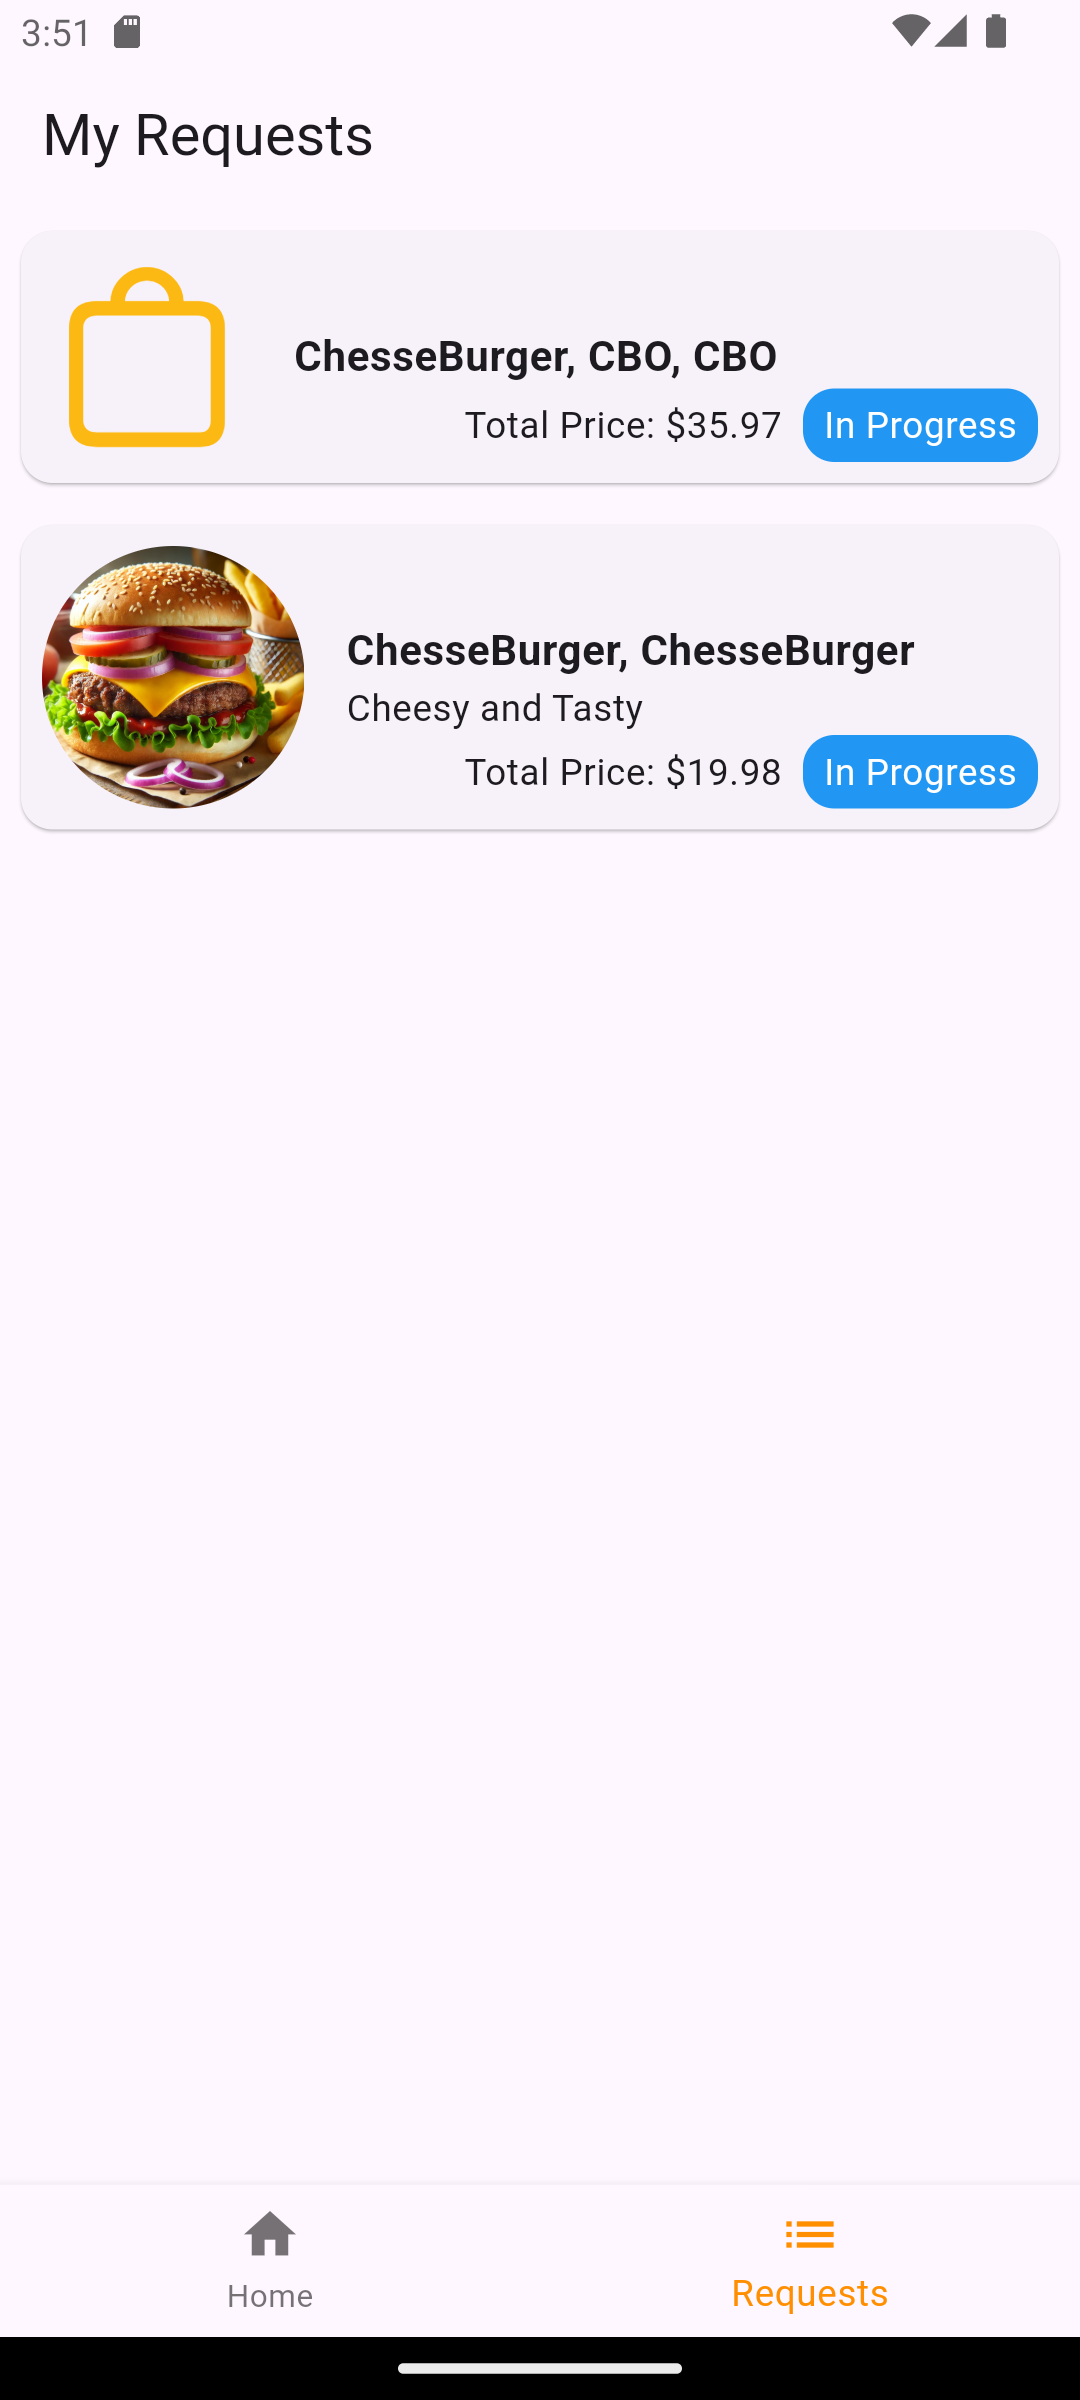 3:51
My Requests
ChesseBurger, CBO, CBO
Total Price: $35.97
In Progress
ChesseBurger, ChesseBurger
Cheesy and Tasty
Total Price: $19.98
In Progress
Home
Requests